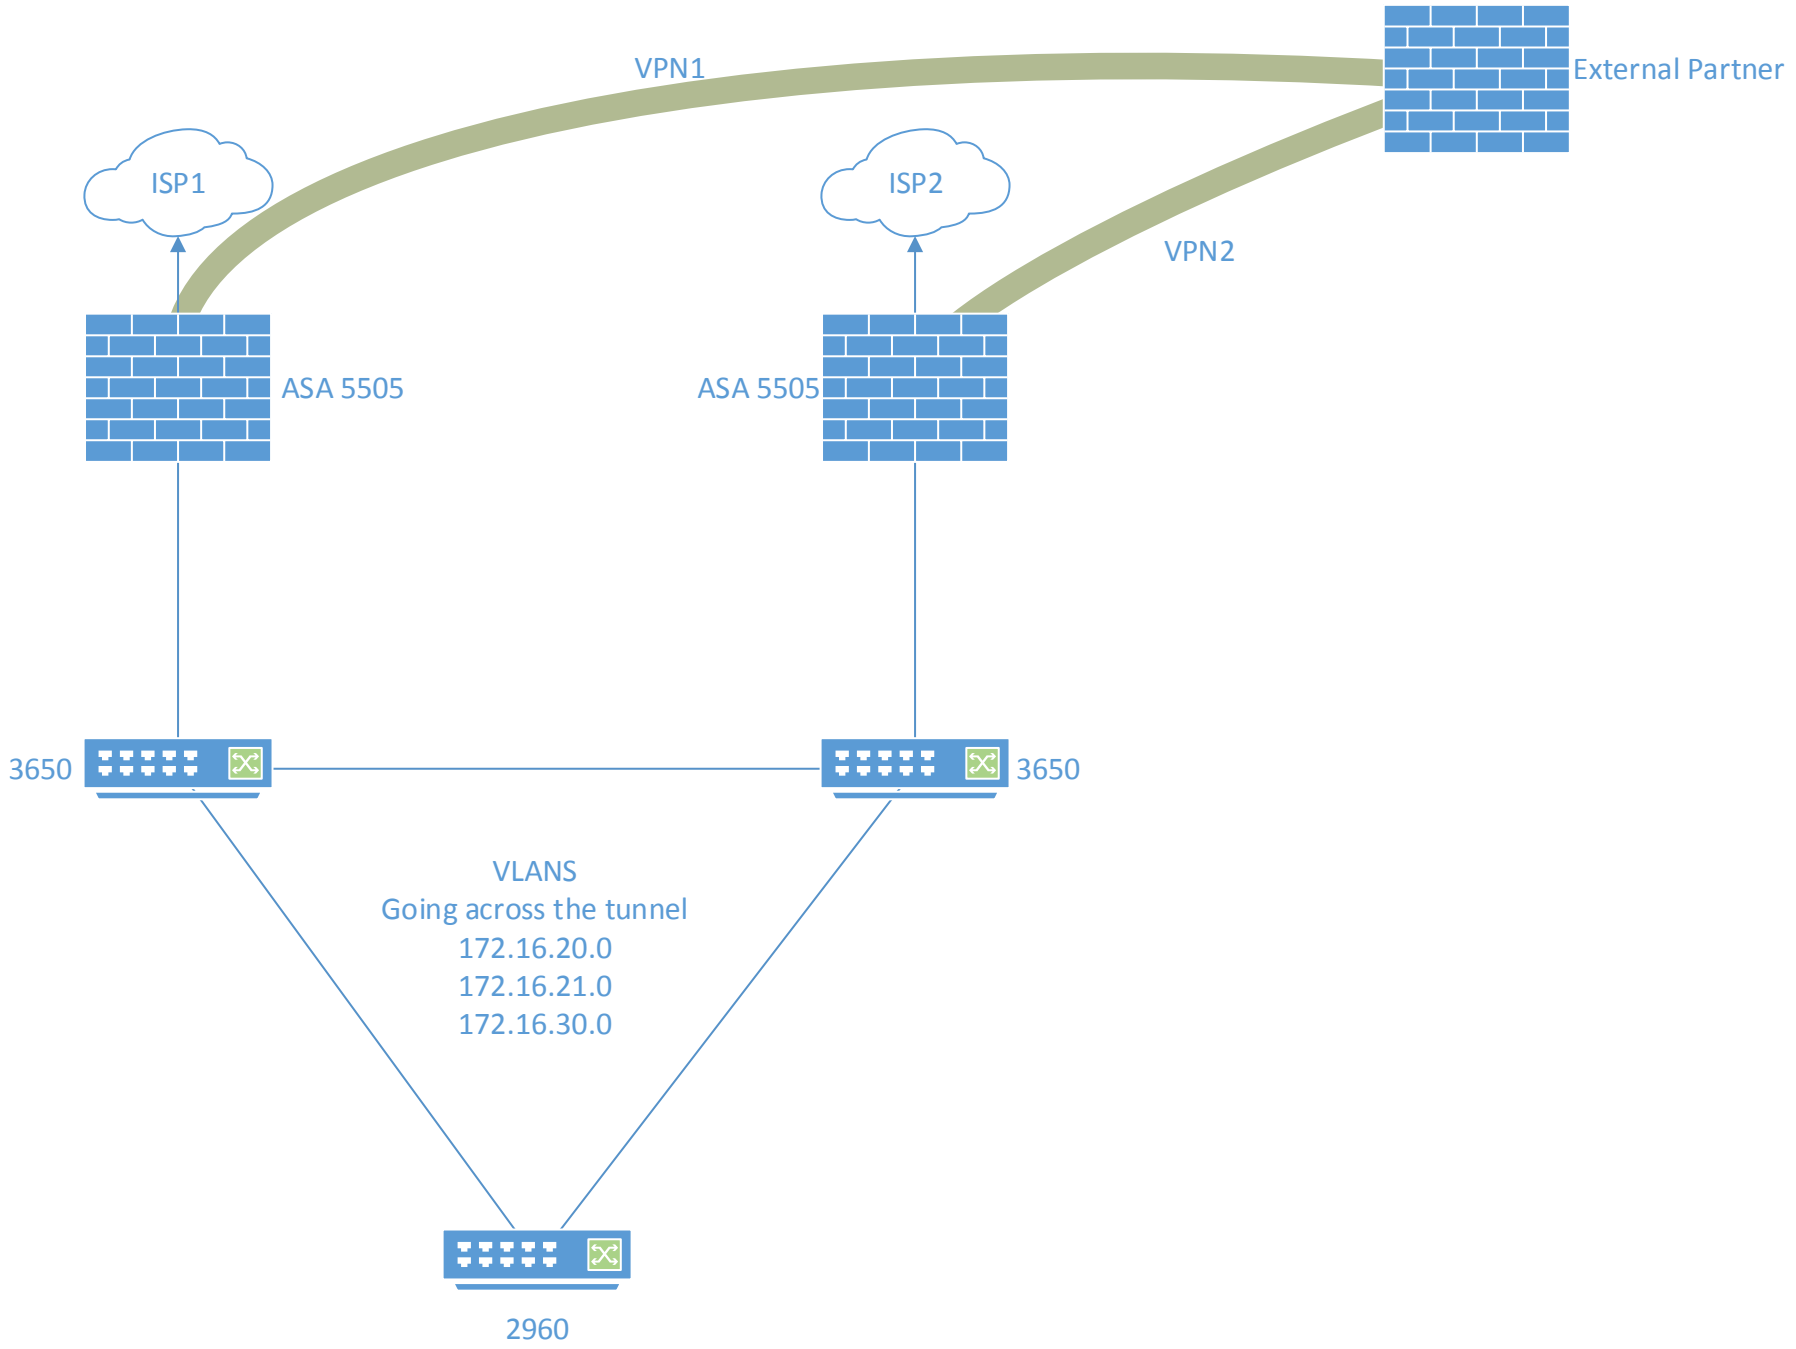 VPN1
External Partner
ISP1
ISP2
VPN2
ASA 5505
ASA 5505
3650
3650
VLANS
Going across the tunnel
172.16.20.0
172.16.21.0
172.16.30.0
2960